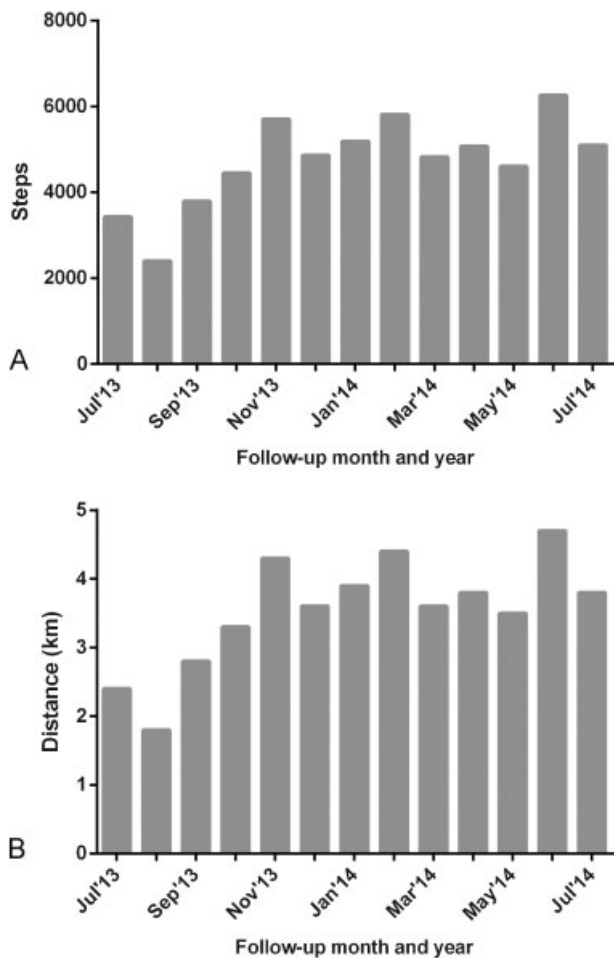 8000
6000
4000
2000
0
Steps
A
Jul'13
Sep'13
Nov'13
Jan'14
Mar'14
May'14
Jul'14
Follow-up month and year
5
4
3
2
1
0
Distance (km)
B
Jul'13
Sep'13
Nov'13
Jan'14
Mar'14
May'14
Jul'14
Follow-up month and year